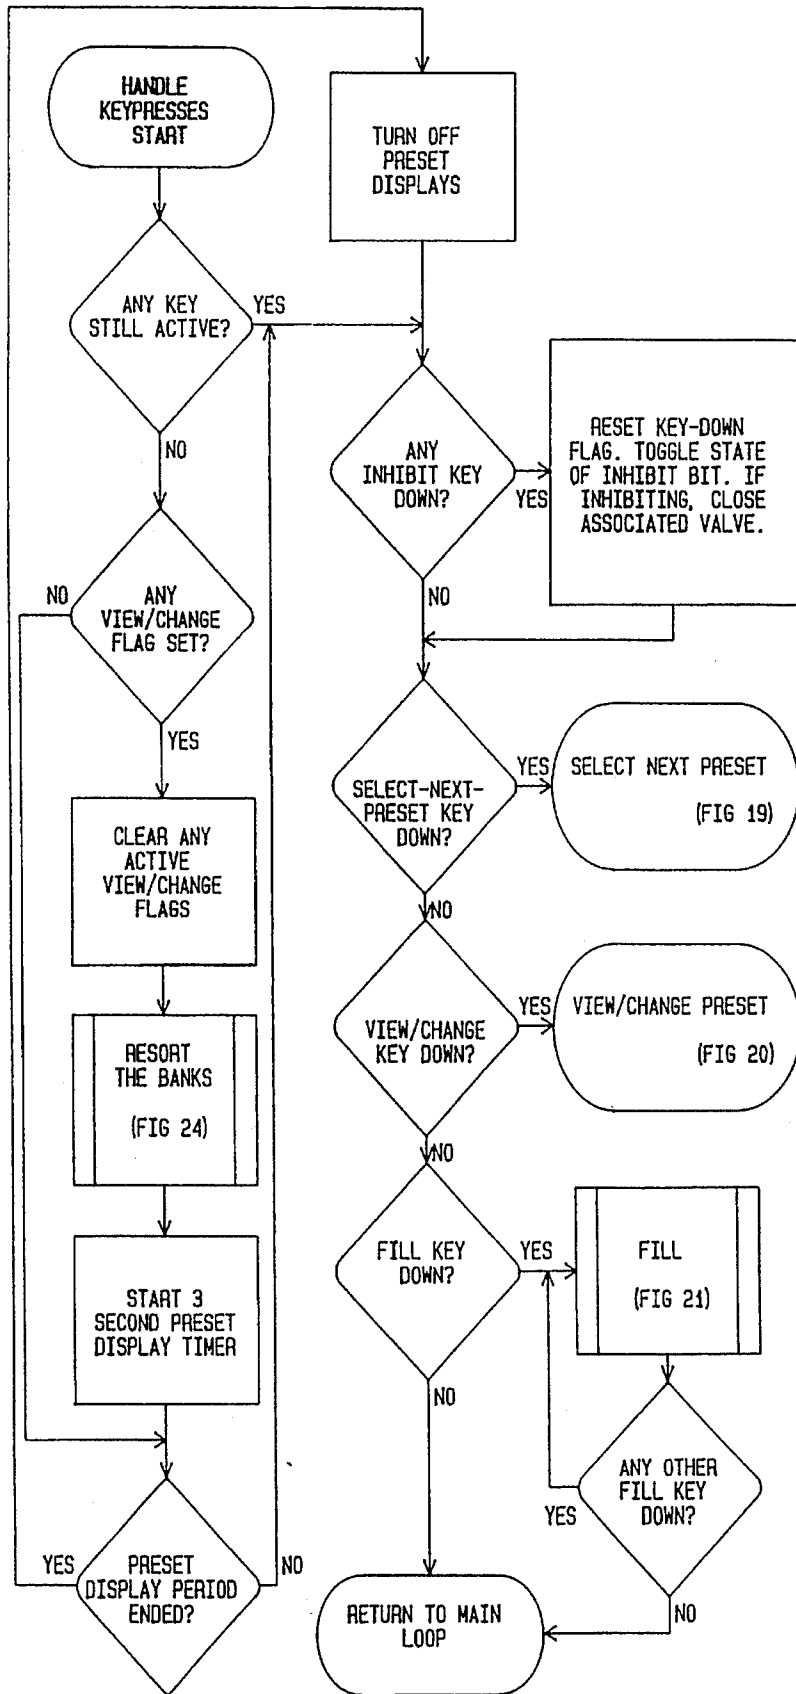 HANDLE
KEYPRESSES
START
ANY KEY
STILL ACTIVE?
YES
NO
ANY
VIEW/CHANGE
FLAG SET?
NO
YES
CLEAR ANY
ACTIVE
VIEW/CHANGE
FLAGS
RESORT
THE BANKS
(FIG 24)
START 3
SECOND PRESET
DISPLAY TIMER
PRESET
DISPLAY PERIOD
ENDED?
YES
NO
TURN OFF
PRESET
DISPLAYS
ANY
INHIBIT KEY
DOWN?
YES
NO
RESET KEY-DOWN
FLAG. TOGGLE STATE
OF INHIBIT BIT. IF
INHIBITING, CLOSE
ASSOCIATED VALVE.
SELECT-NEXT-
PRESET KEY
DOWN?
YES
NO
SELECT NEXT PRESET
(FIG 19)
VIEW/CHANGE
KEY DOWN?
YES
NO
VIEW/CHANGE PRESET
(FIG 20)
FILL KEY
DOWN?
YES
NO
FILL
(FIG 21)
ANY OTHER
FILL KEY
DOWN?
YES
NO
RETURN TO MAIN
LOOP